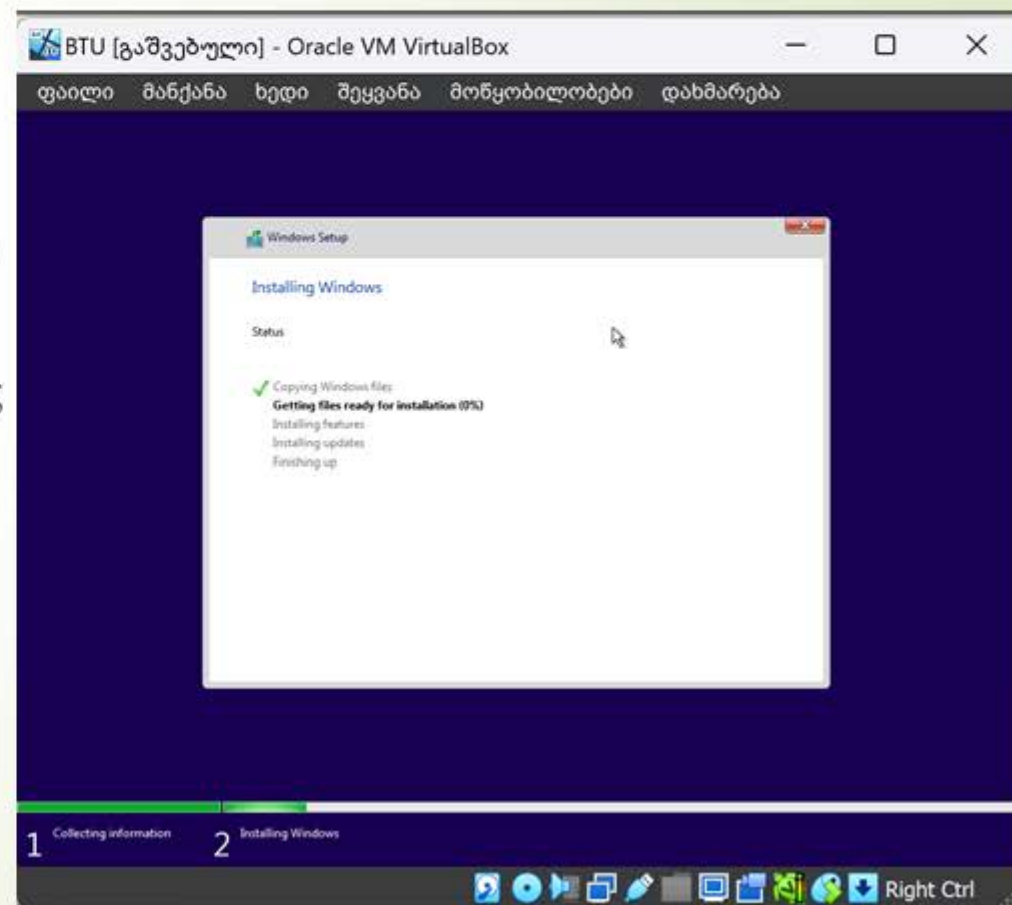 BTU [გაშვებული] - Oracle VM VirtualBox
ფაილი მანქანა ხედი შეყვანა მოწყობილობები დახმარება
Windows Setup
Installing Windows
Status
Copying Windows files
Getting files ready for installation (0%)
Installing features
Installing updates
Finishing up
1 Collecting information 2 Installing Windows
Right Ctrl